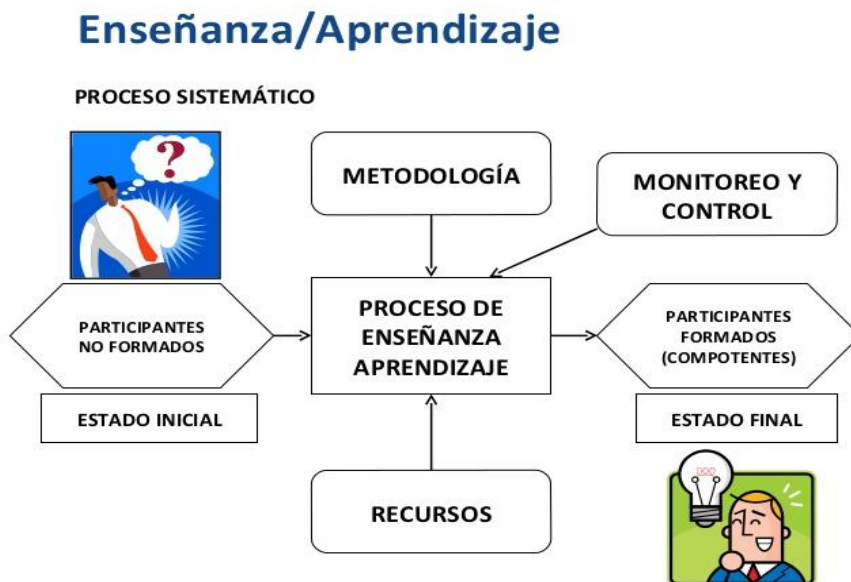 Enseñanza/Aprendizaje
PROCESO SISTEMÁTICO
?
METODOLOGÍA
MONITOREO Y
CONTROL
PARTICIPANTES
NO FORMADOS
PROCESO DE
ENSEÑANZA
APRENDIZAJE
PARTICIPANTES
FORMADOS
(COMPOTENTES)
ESTADO INICIAL
ESTADO FINAL
RECURSOS